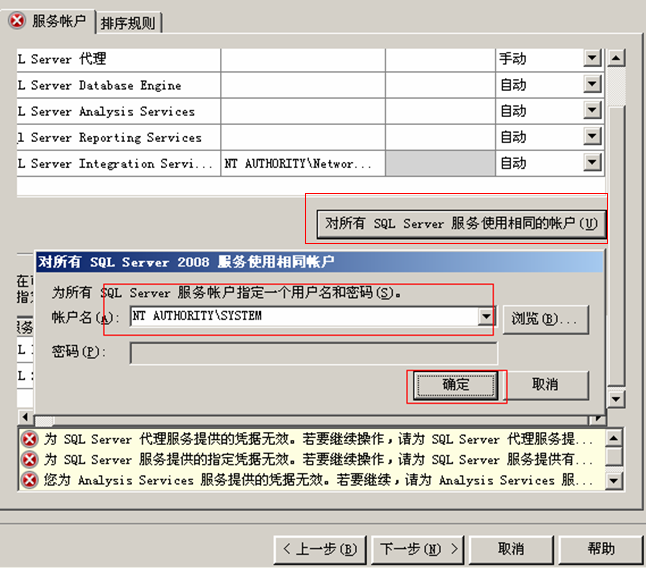 服务帐户 排序规则
L Server 代理 手动
L Server Database Engine 自动
L Server Analysis Services 自动
l Server Reporting Services 自动
L Server Integration Servi... NT AUTHORITY\Networ... 自动
对所有 SQL Server 服务使用相同的帐户(U)
对所有 SQL Server 2008 服务使用相同帐户
为所有 SQL Server 服务帐户指定一个用户名和密码(S)。
帐户名(A): NT AUTHORITY\SYSTEM 浏览(B)...
密码(P):
确定 取消
为 SQL Server 代理服务提供的凭据无效。若要继续操作，请为 SQL Server 代理服务提...
为 SQL Server 服务提供的指定凭据无效。若要继续操作，请为 SQL Server 服务提供有...
您为 Analysis Services 服务提供的凭据无效。若要继续，请为 Analysis Services 服...
< 上一步(B) 下一步(N) > 取消 帮助